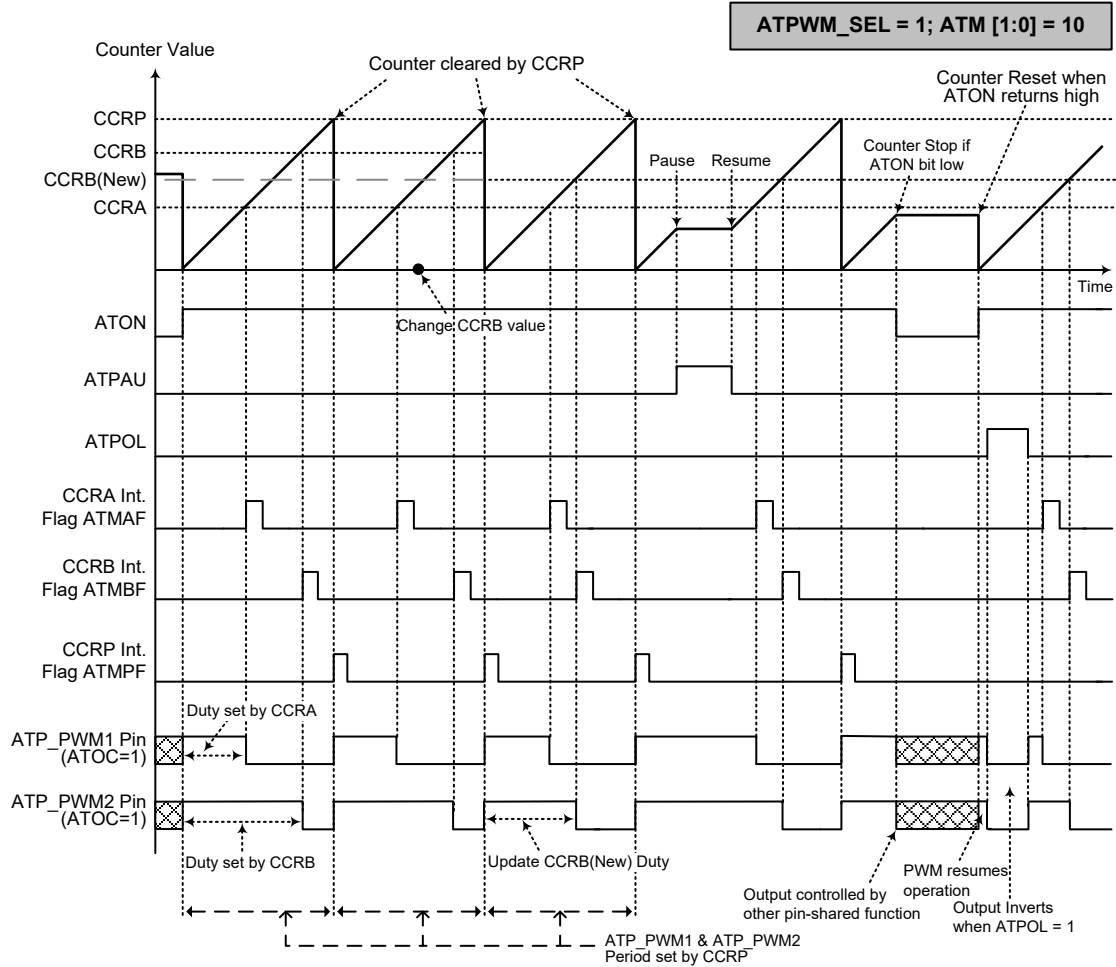 ATPWM_SEL = 1; ATM [1:0] = 10
Counter Value
Counter cleared by CCRP
Counter Reset when
ATON returns high
CCRP
CCRB
CCRB(New)
CCRA
Pause
Resume
Counter Stop if
ATON bit low
Time
Change CCRB value
ATON
ATPAU
ATPOL
CCRA Int.
Flag ATMAF
CCRB Int.
Flag ATMBF
CCRP Int.
Flag ATMPF
Duty set by CCRA
ATP_PWM1 Pin
(ATOC=1)
ATP_PWM2 Pin
(ATOC=1)
Duty set by CCRB
Update CCRB(New) Duty
Output controlled by
other pin-shared function
PWM resumes
operation
Output Inverts
when ATPOL = 1
ATP_PWM1 & ATP_PWM2
Period set by CCRP